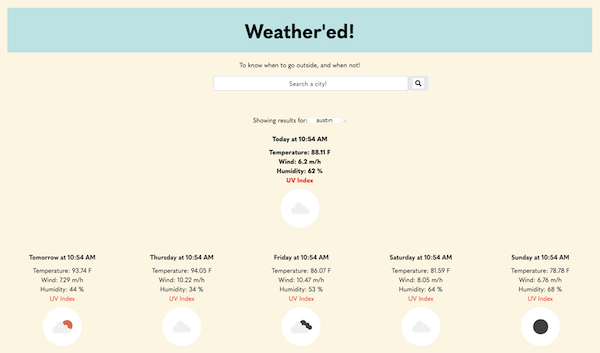 Weather'ed!
To know when to go outside, and when not!
Search a city!
Showing results for: austin
Today at 10:54 AM
Temperature: 88.11 F
Wind: 6.2 m/h
Humidity: 62 %
UV Index
Tomorrow at 10:54 AM
Temperature: 93.74 F
Wind: 7.29 m/h
Humidity: 44 %
UV Index
Thursday at 10:54 AM
Temperature: 94.05 F
Wind: 10.22 m/h
Humidity: 34 %
UV Index
Friday at 10:54 AM
Temperature: 86.07 F
Wind: 10.47 m/h
Humidity: 53 %
UV Index
Saturday at 10:54 AM
Temperature: 81.59 F
Wind: 8.05 m/h
Humidity: 64 %
UV Index
Sunday at 10:54 AM
Temperature: 78.78 F
Wind: 6.76 m/h
Humidity: 68 %
UV Index